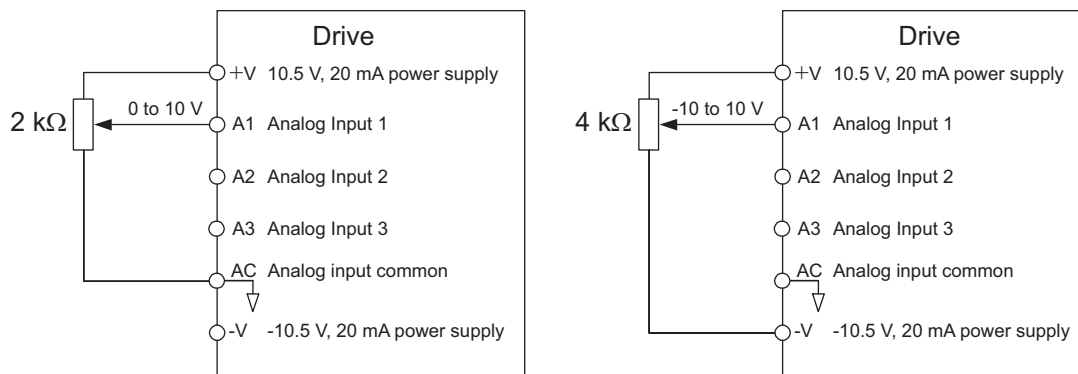 Drive
+V 10.5 V, 20 mA power supply
2 kΩ
0 to 10 V
A1 Analog Input 1
A2 Analog Input 2
A3 Analog Input 3
AC Analog input common
-V -10.5 V, 20 mA power supply
Drive
+V 10.5 V, 20 mA power supply
4 kΩ
-10 to 10 V
A1 Analog Input 1
A2 Analog Input 2
A3 Analog Input 3
AC Analog input common
-V -10.5 V, 20 mA power supply